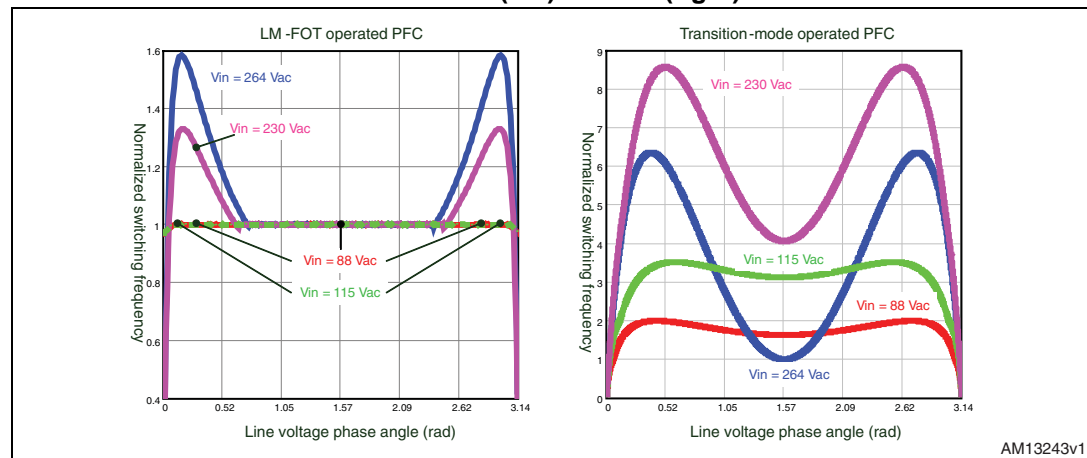 LM -FOT operated PFC
1.6
1.4
1.2
1
0.8
0.6
0.4
Normalized switching frequency
Vin = 264 Vac
Vin = 230 Vac
Vin = 88 Vac
Vin = 115 Vac
0 0.52 1.05 1.57 2.09 2.62 3.14
Line voltage phase angle (rad)
Transition-mode operated PFC
9
8
7
6
5
4
3
2
1
0
Normalized switching frequency
Vin = 230 Vac
Vin = 115 Vac
Vin = 88 Vac
Vin = 264 Vac
0 0.52 1.05 1.57 2.09 2.62 3.14
Line voltage phase angle (rad)
AM13243v1